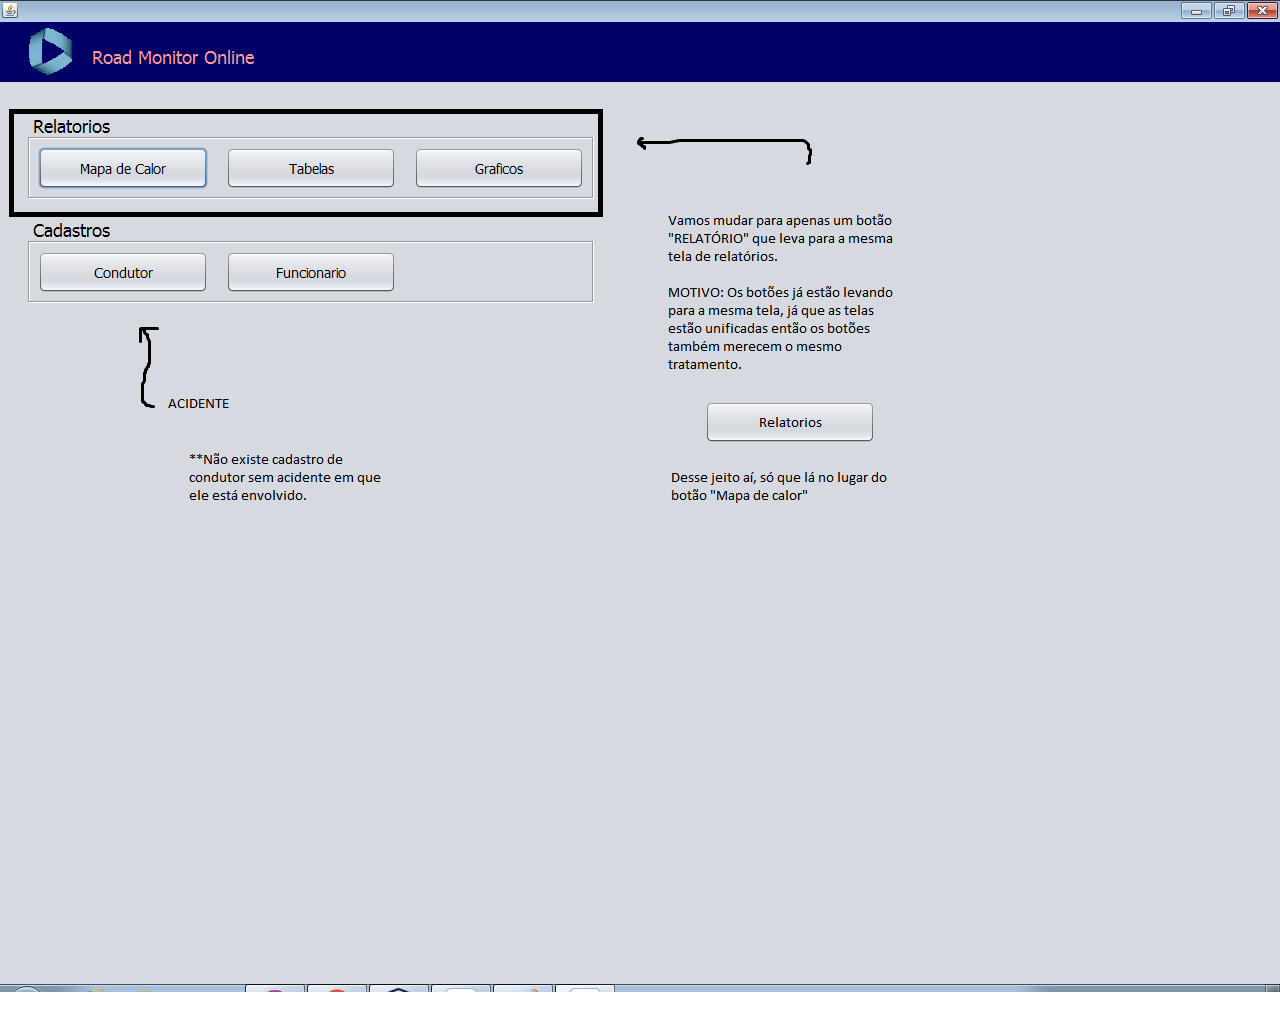 Road Monitor Online
Relatorios
Mapa de Calor
Tabelas
Graficos
Cadastros
Condutor
Funcionario
ACIDENTE
**Não existe cadastro de
condutor sem acidente em que
ele está envolvido.
Vamos mudar para apenas um botão
"RELATÓRIO" que leva para a mesma
tela de relatórios.
MOTIVO: Os botões já estão levando
para a mesma tela, já que as telas
estão unificadas então os botões
também merecem o mesmo
tratamento.
Relatorios
Desse jeito aí, só que lá no lugar do
botão "Mapa de calor"